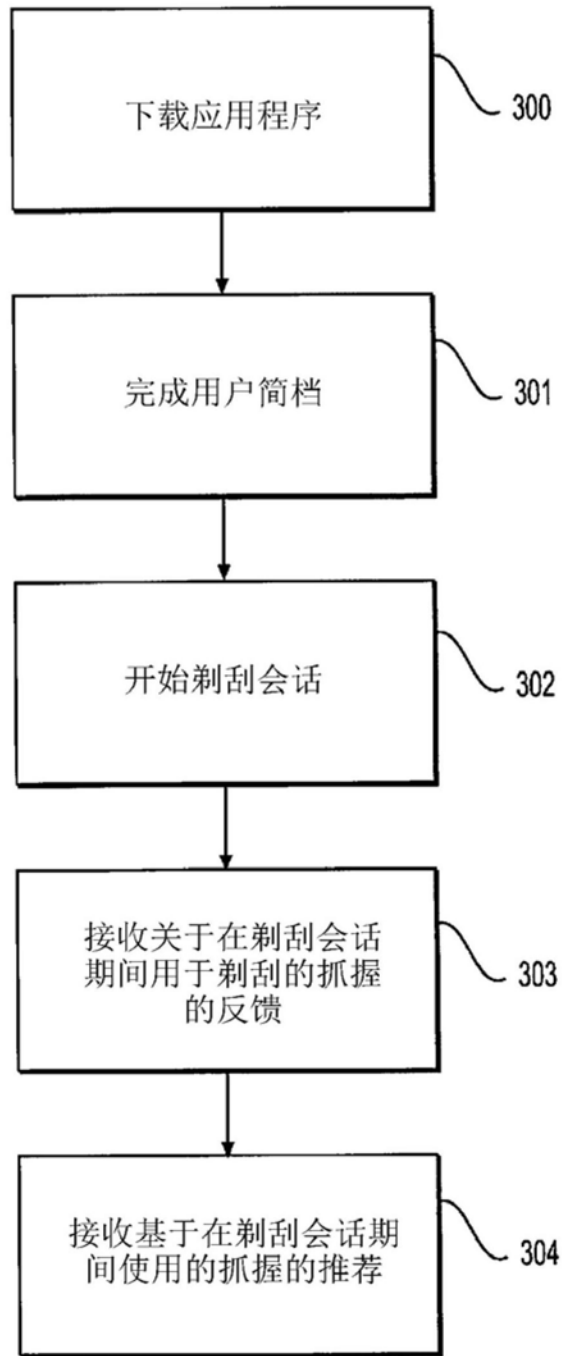 下载应用程序
300
完成用户简档
301
开始剃刮会话
302
接收关于在剃刮会话
期间用于剃刮的抓握
的反馈
303
接收基于在剃刮会话期
间使用的抓握的推荐
304